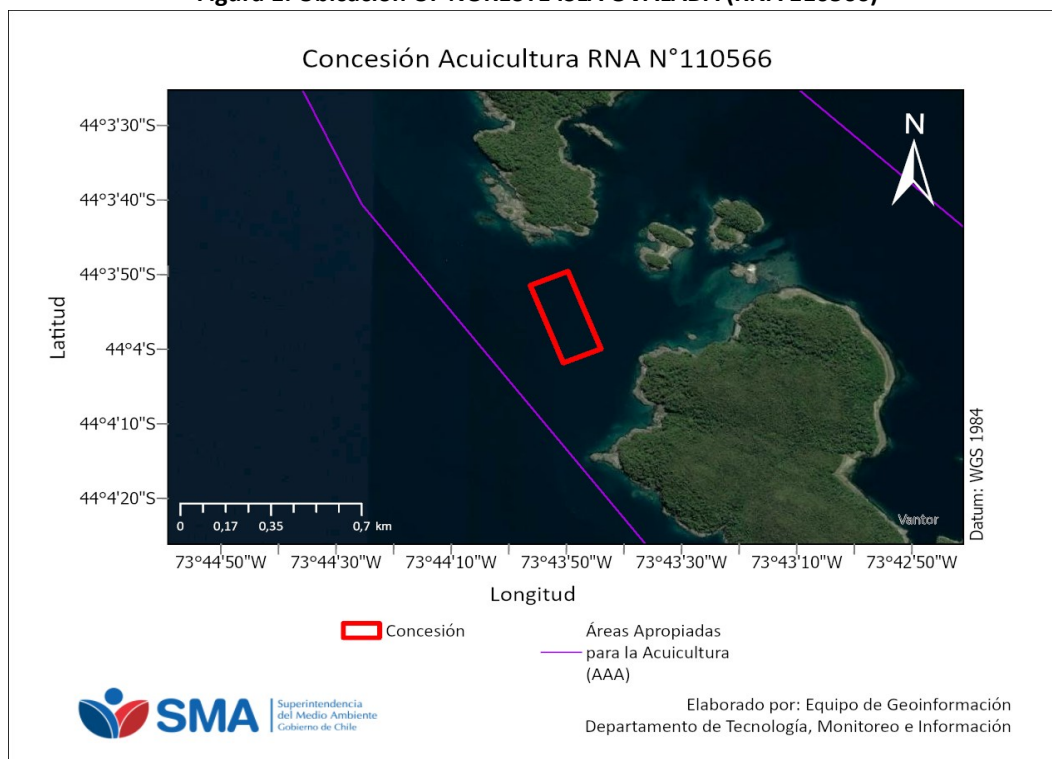 Concesión Acuicultura RNA N°110566
N
44°3'30"S
44°3'40"S
44°3'50"S
44°4'S
44°4'10"S
44°4'20"S
Latitud
Datum: WGS 1984
0 0,17 0,35 0,7 km
Vantor
73°44'50"W 73°44'30"W 73°44'10"W 73°43'50"W 73°43'30"W 73°43'10"W 73°42'50"W
Longitud
Concesión
Áreas Apropiadas
para la Acuicultura
(AAA)
SMA
Superintendencia
del Medio Ambiente
Gobierno de Chile
Elaborado por: Equipo de Geoinformación
Departamento de Tecnología, Monitoreo e Información